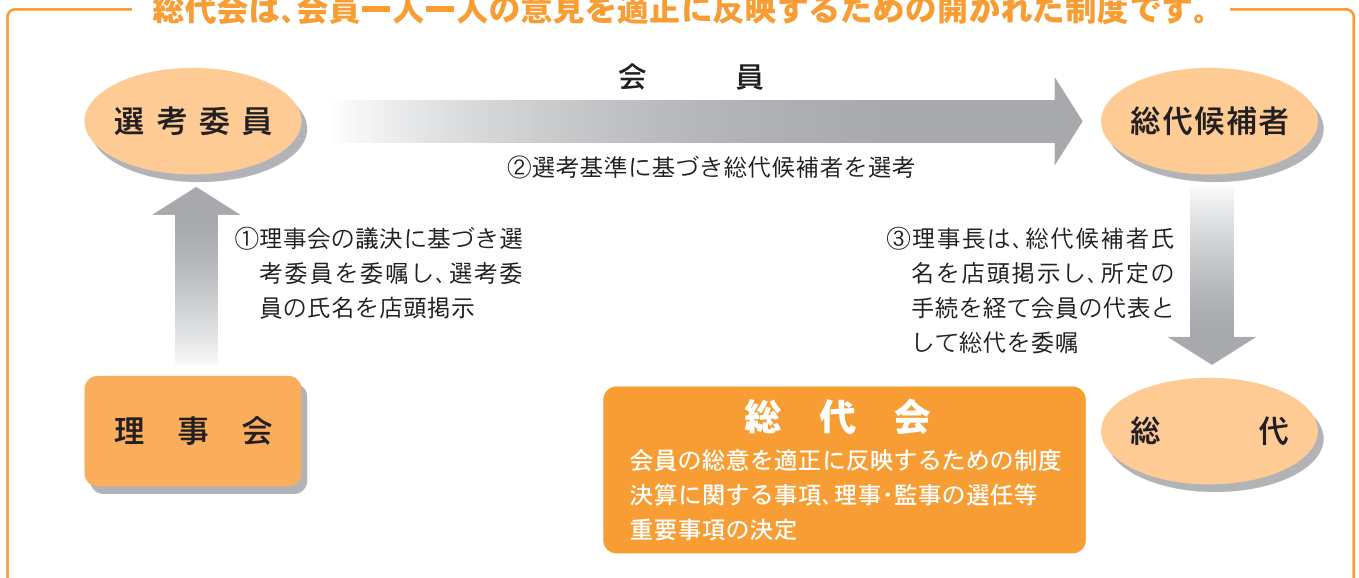 総代会は、会員一人一人の意見を適正に反映するための開かれた制度です。
会員
選考委員
総代候補者
②選考基準に基づき総代候補者を選考
①理事会の議決に基づき選
考委員を委嘱し、選考委
員の氏名を店頭掲示
③理事長は、総代候補者氏
名を店頭掲示し、所定の
手続を経て会員の代表と
して総代を委嘱
理事会
総代会
会員の総意を適正に反映するための制度
決算に関する事項、理事・監事の選任等
重要事項の決定
総代